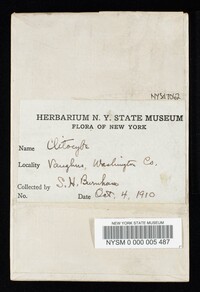 HERBARIUM N. Y. STATE MUSEUM
FLORA OF NEW YORK
Name Clitocybe
Locality Vaughns, Washington Co.
Collected by S. H. Burnham
No. Date Oct. 4, 1910
NEW YORK STATE MUSEUM
NYSM 0 000 005 487